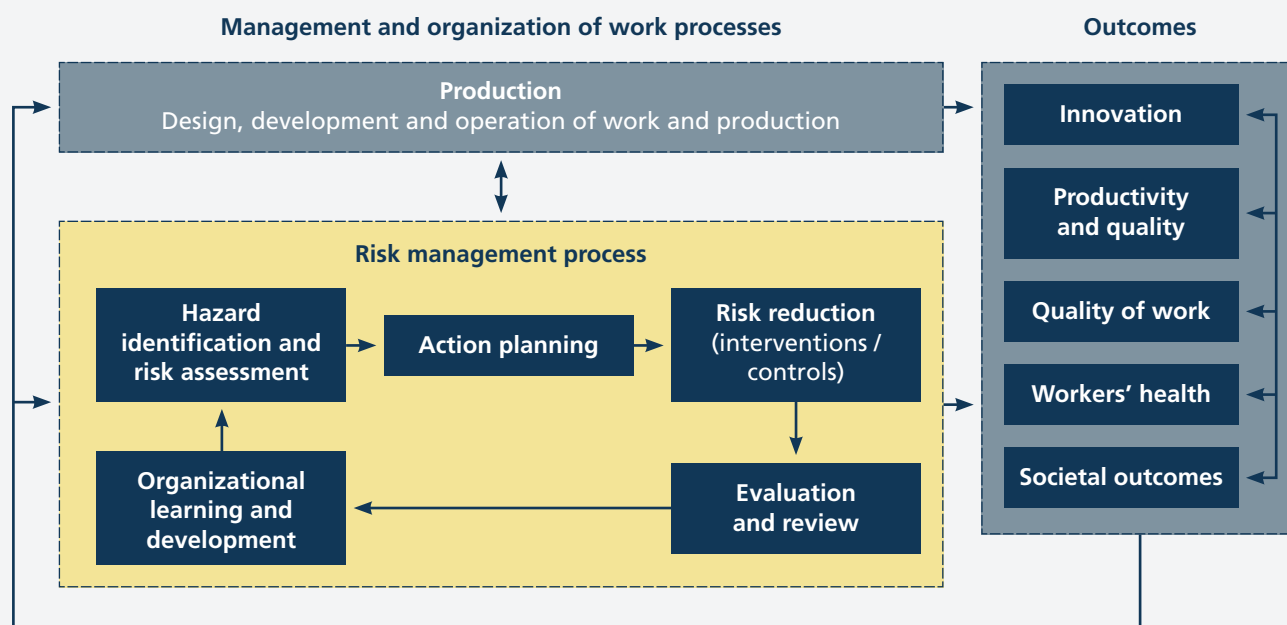 Management and organization of work processes
Outcomes
Production
Design, development and operation of work and production
Risk management process
Hazard
identification and
risk assessment
Action planning
Risk reduction
(interventions /
controls)
Organizational
learning and
development
Evaluation
and review
Innovation
Productivity
and quality
Quality of work
Workers’ health
Societal outcomes